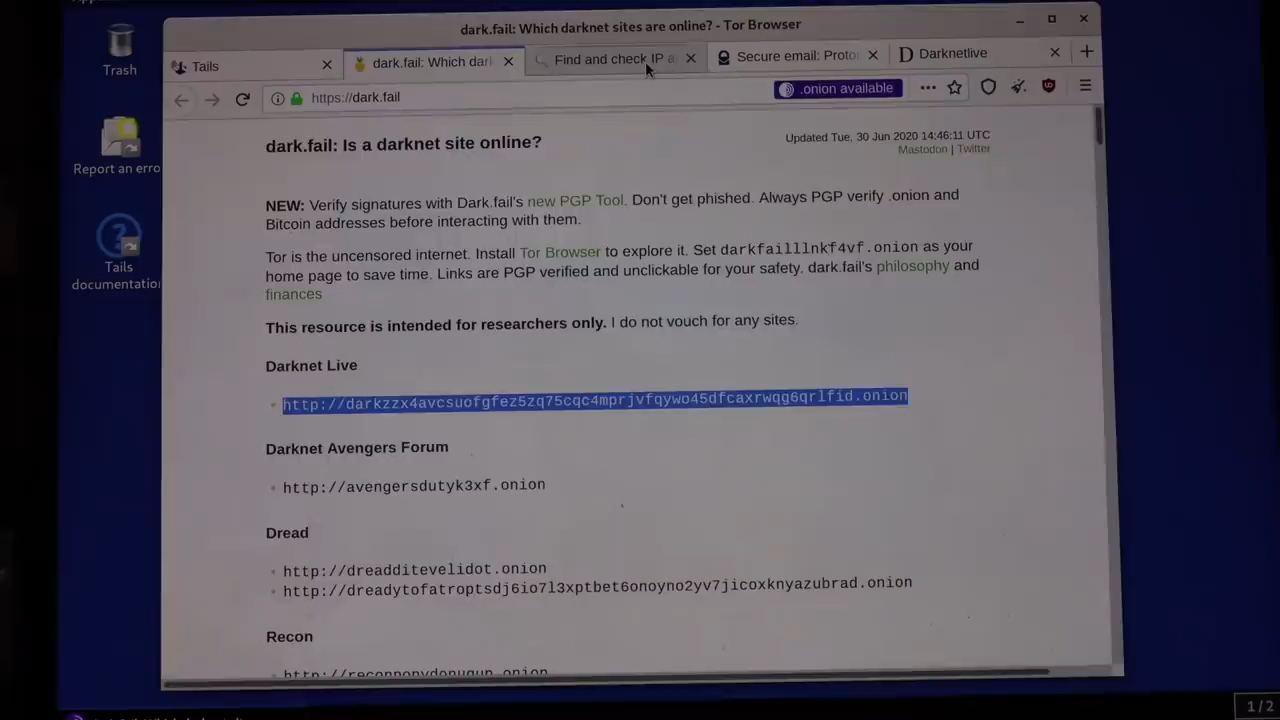 dark.fail: Which darknet sites are online? - Tor Browser
Trash
Tails
dark.fail: Which dark
Find and check IP a
Secure email: Proto
D Darknetlive
https://dark.fail
.onion available
Report an erro
Tails
documentation
dark.fail: Is a darknet site online?
Updated Tue, 30 Jun 2020 14:46:11 UTC
Mastodon | Twitter
NEW: Verify signatures with Dark.fail's new PGP Tool. Don't get phished. Always PGP verify .onion and
Bitcoin addresses before interacting with them.
Tor is the uncensored internet. Install Tor Browser to explore it. Set darkfailllnkf4vf.onion as your
home page to save time. Links are PGP verified and unclickable for your safety. dark.fail's philosophy and
finances
This resource is intended for researchers only. I do not vouch for any sites.
Darknet Live
http://darkzzx4avcsuofgfez5zq75cqc4mprjvfqywo45dfcaxrwqg6qrlfid.onion
Darknet Avengers Forum
http://avengersdutyk3xf.onion
Dread
http://dreadditevelidot.onion
http://dreadytofatroptsdj6io7l3xptbet6onoyno2yv7jicoxknyazubrad.onion
Recon
1 / 2